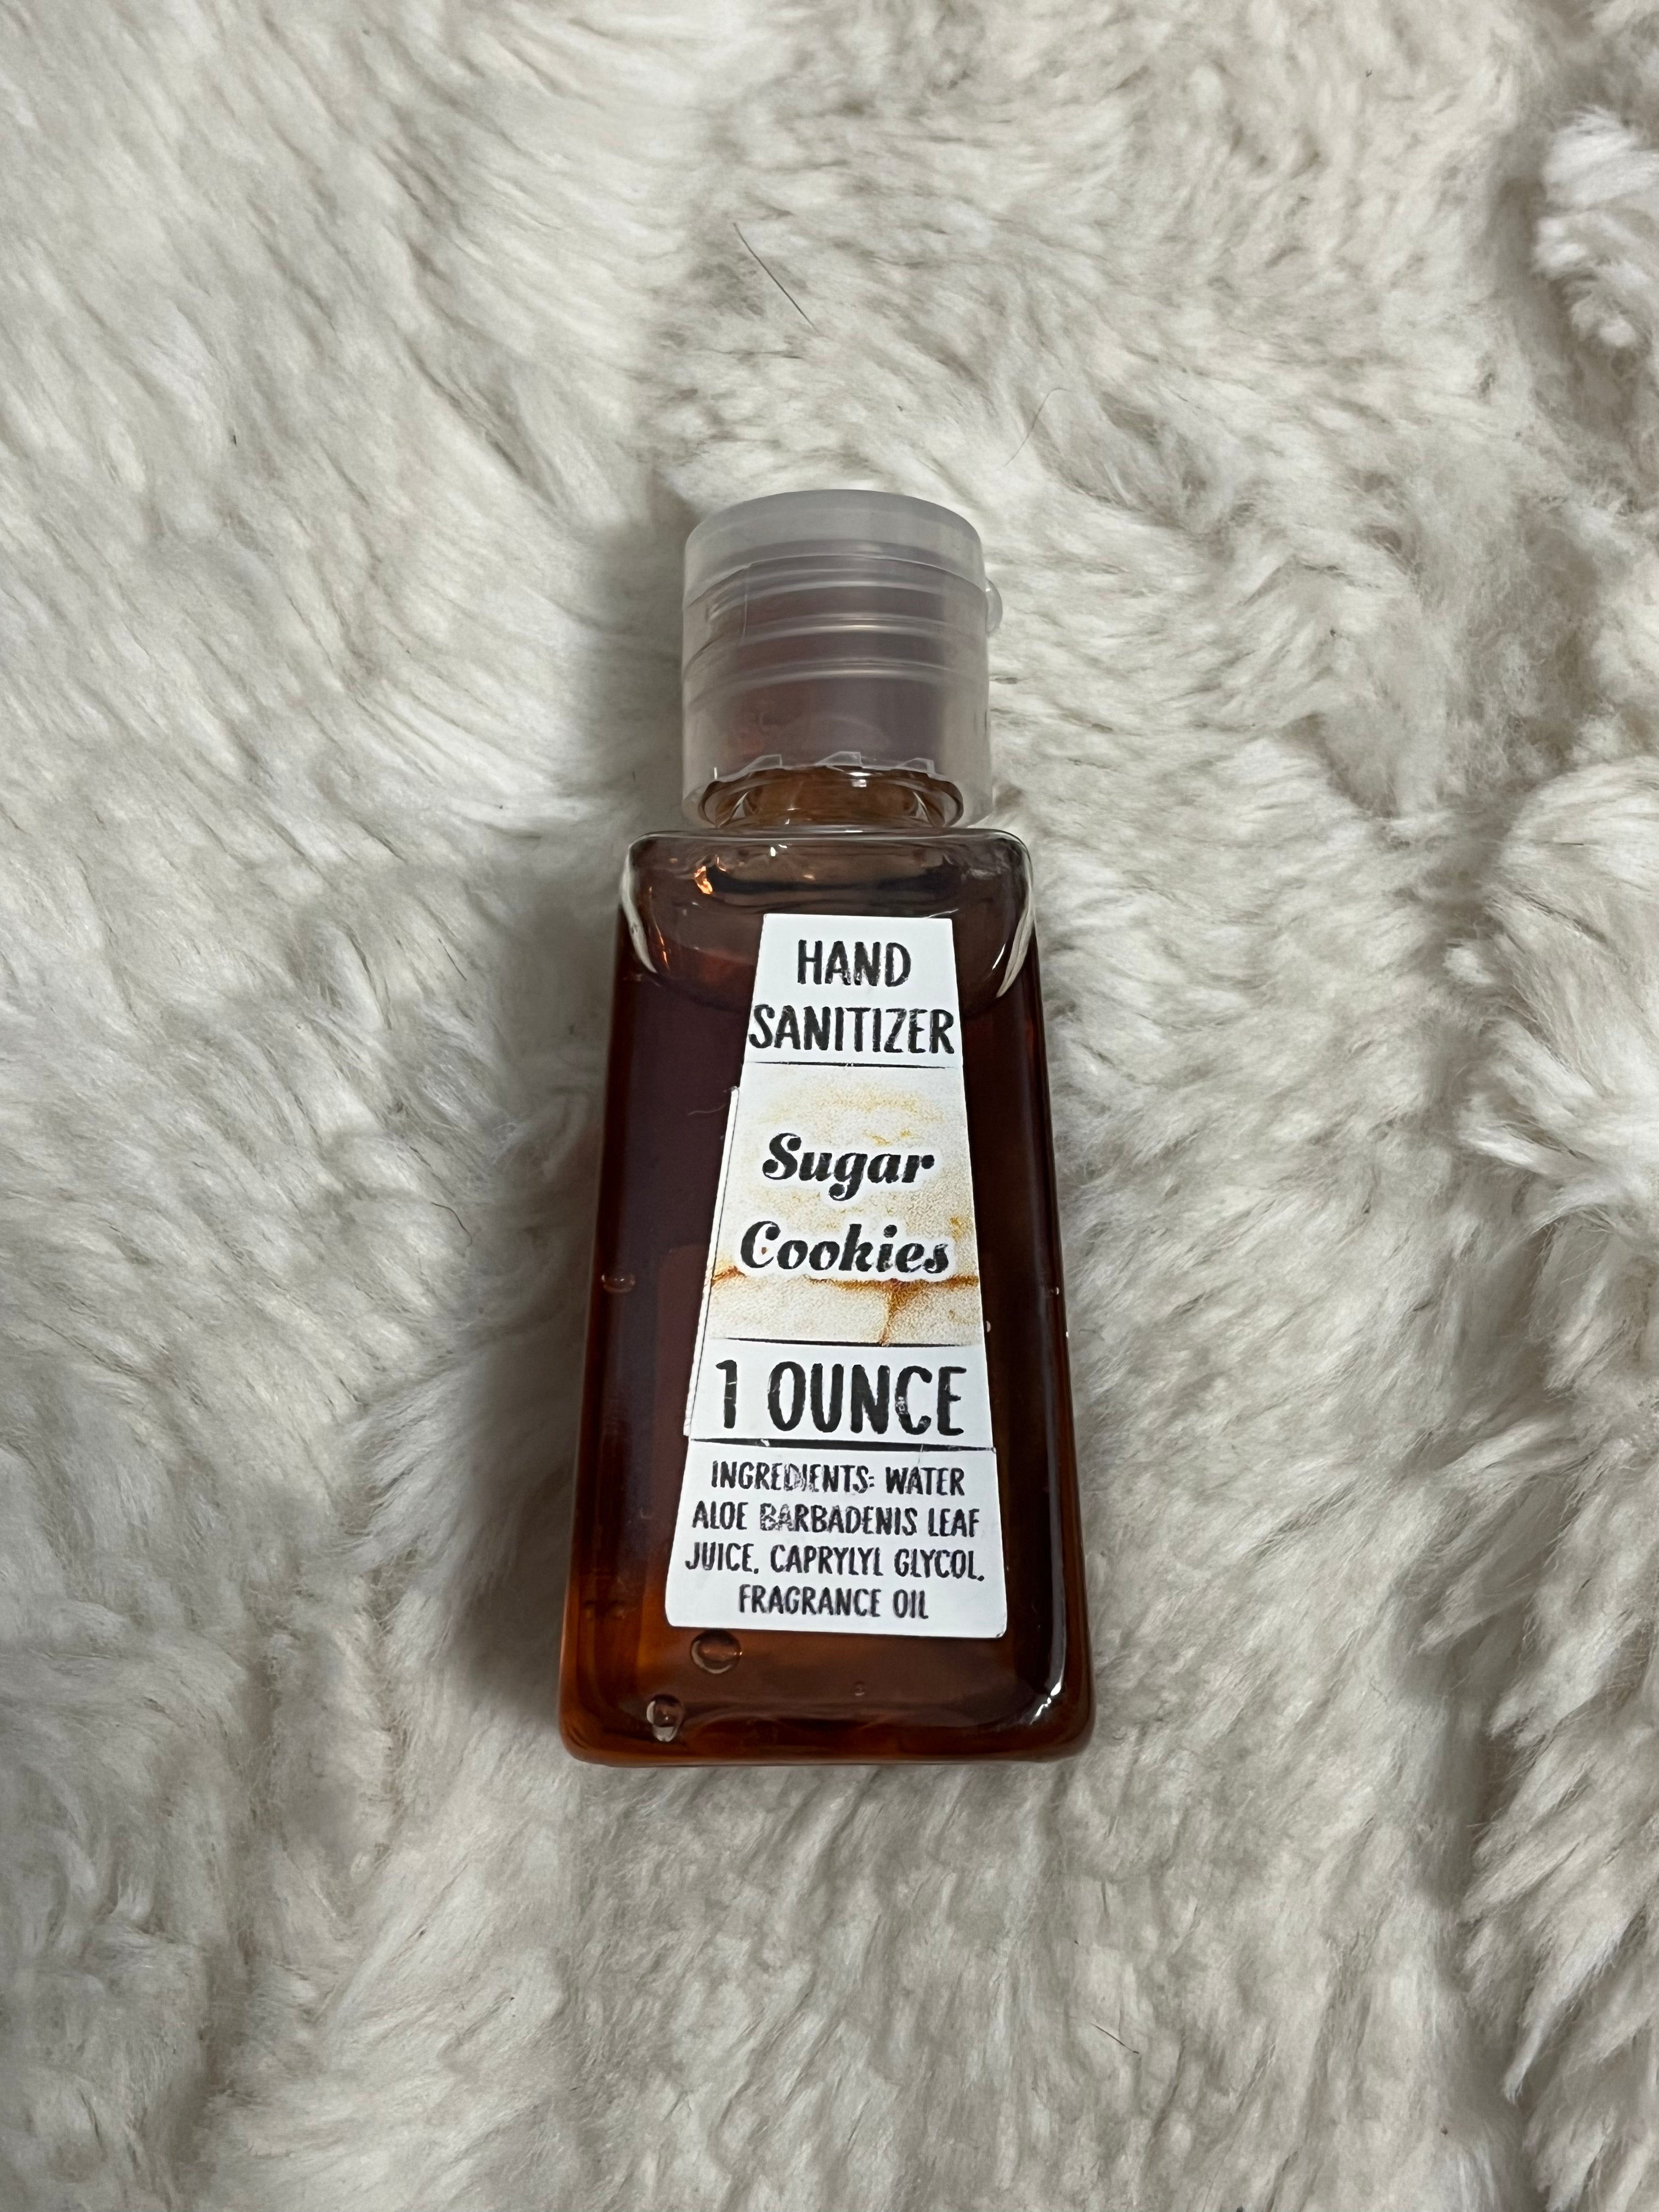 HAND
SANITIZER
Sugar
Cookies
1 OUNCE
INGREDIENTS: WATER
ALOE BARBADENIS LEAF
JUICE, CAPRYLYL GLYCOL,
FRAGRANCE OIL